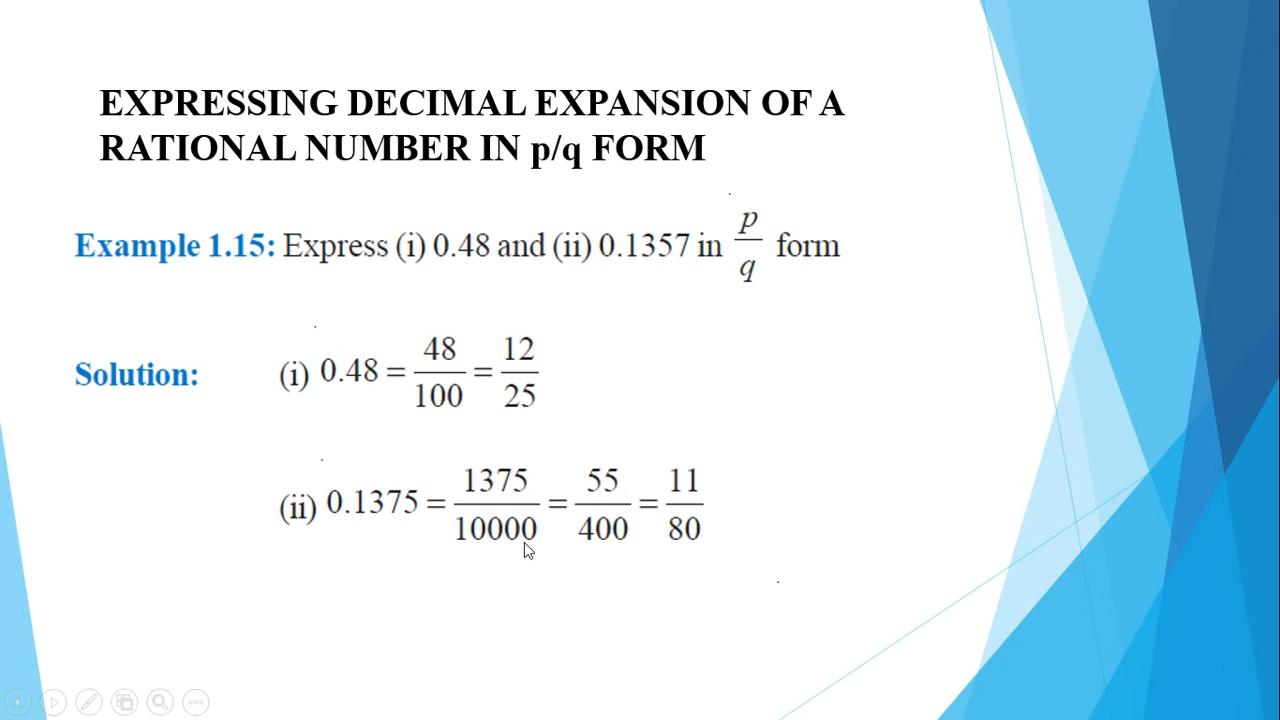 EXPRESSING DECIMAL EXPANSION OF A
RATIONAL NUMBER IN p/q FORM
Example 1.15: Express (i) 0.48 and (ii) 0.1357 in p/q form
Solution: (i) 0.48 = 48/100 = 12/25
(ii) 0.1375 = 1375/10000 = 55/400 = 11/80